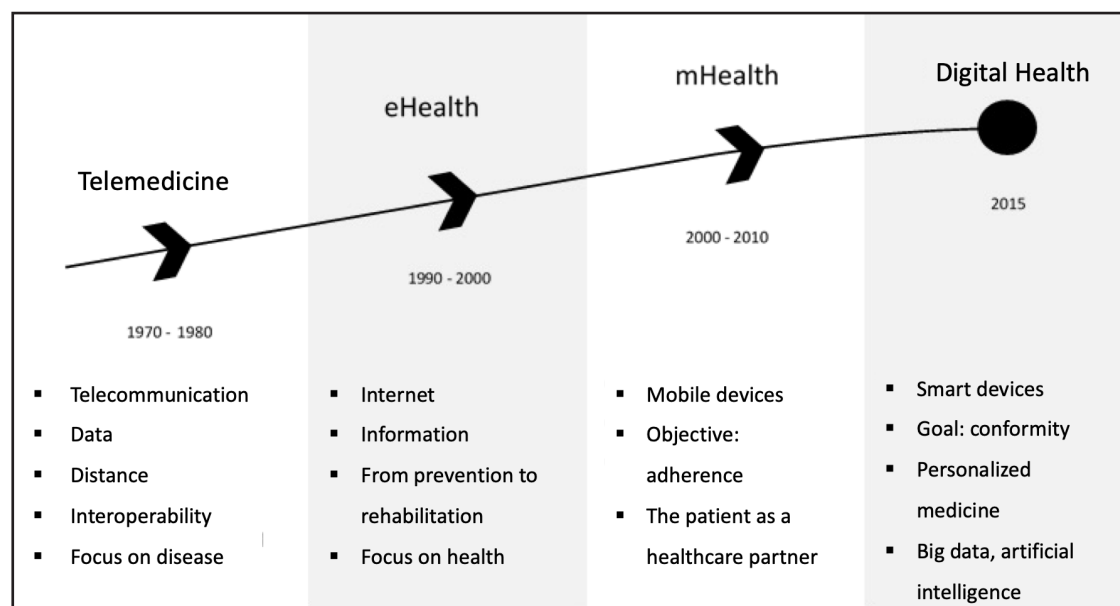 Telemedicine
1970 - 1980
▪ Telecommunication
▪ Data
▪ Distance
▪ Interoperability
▪ Focus on disease
eHealth
1990 - 2000
▪ Internet
▪ Information
▪ From prevention to
rehabilitation
▪ Focus on health
mHealth
2000 - 2010
▪ Mobile devices
▪ Objective:
adherence
▪ The patient as a
healthcare partner
Digital Health
2015
▪ Smart devices
▪ Goal: conformity
▪ Personalized
medicine
▪ Big data, artificial
intelligence